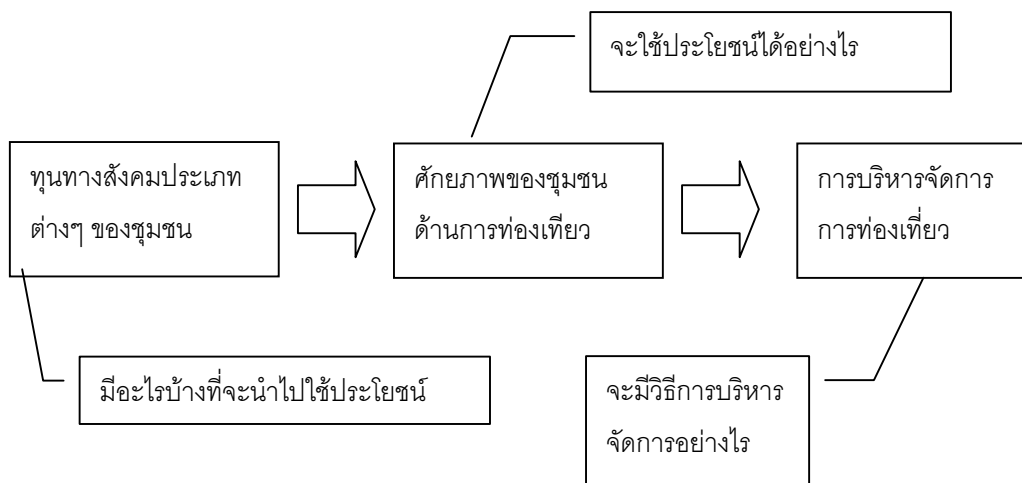 จะใช้ประโยชน์ได้อย่างไร
ทุนทางสังคมประเภท
ต่างๆ ของชุมชน
ศักยภาพของชุมชน
ด้านการท่องเที่ยว
การบริหารจัดการ
การท่องเที่ยว
มีอะไรบ้างที่จะนำไปใช้ประโยชน์
จะมีวิธีการบริหาร
จัดการอย่างไร